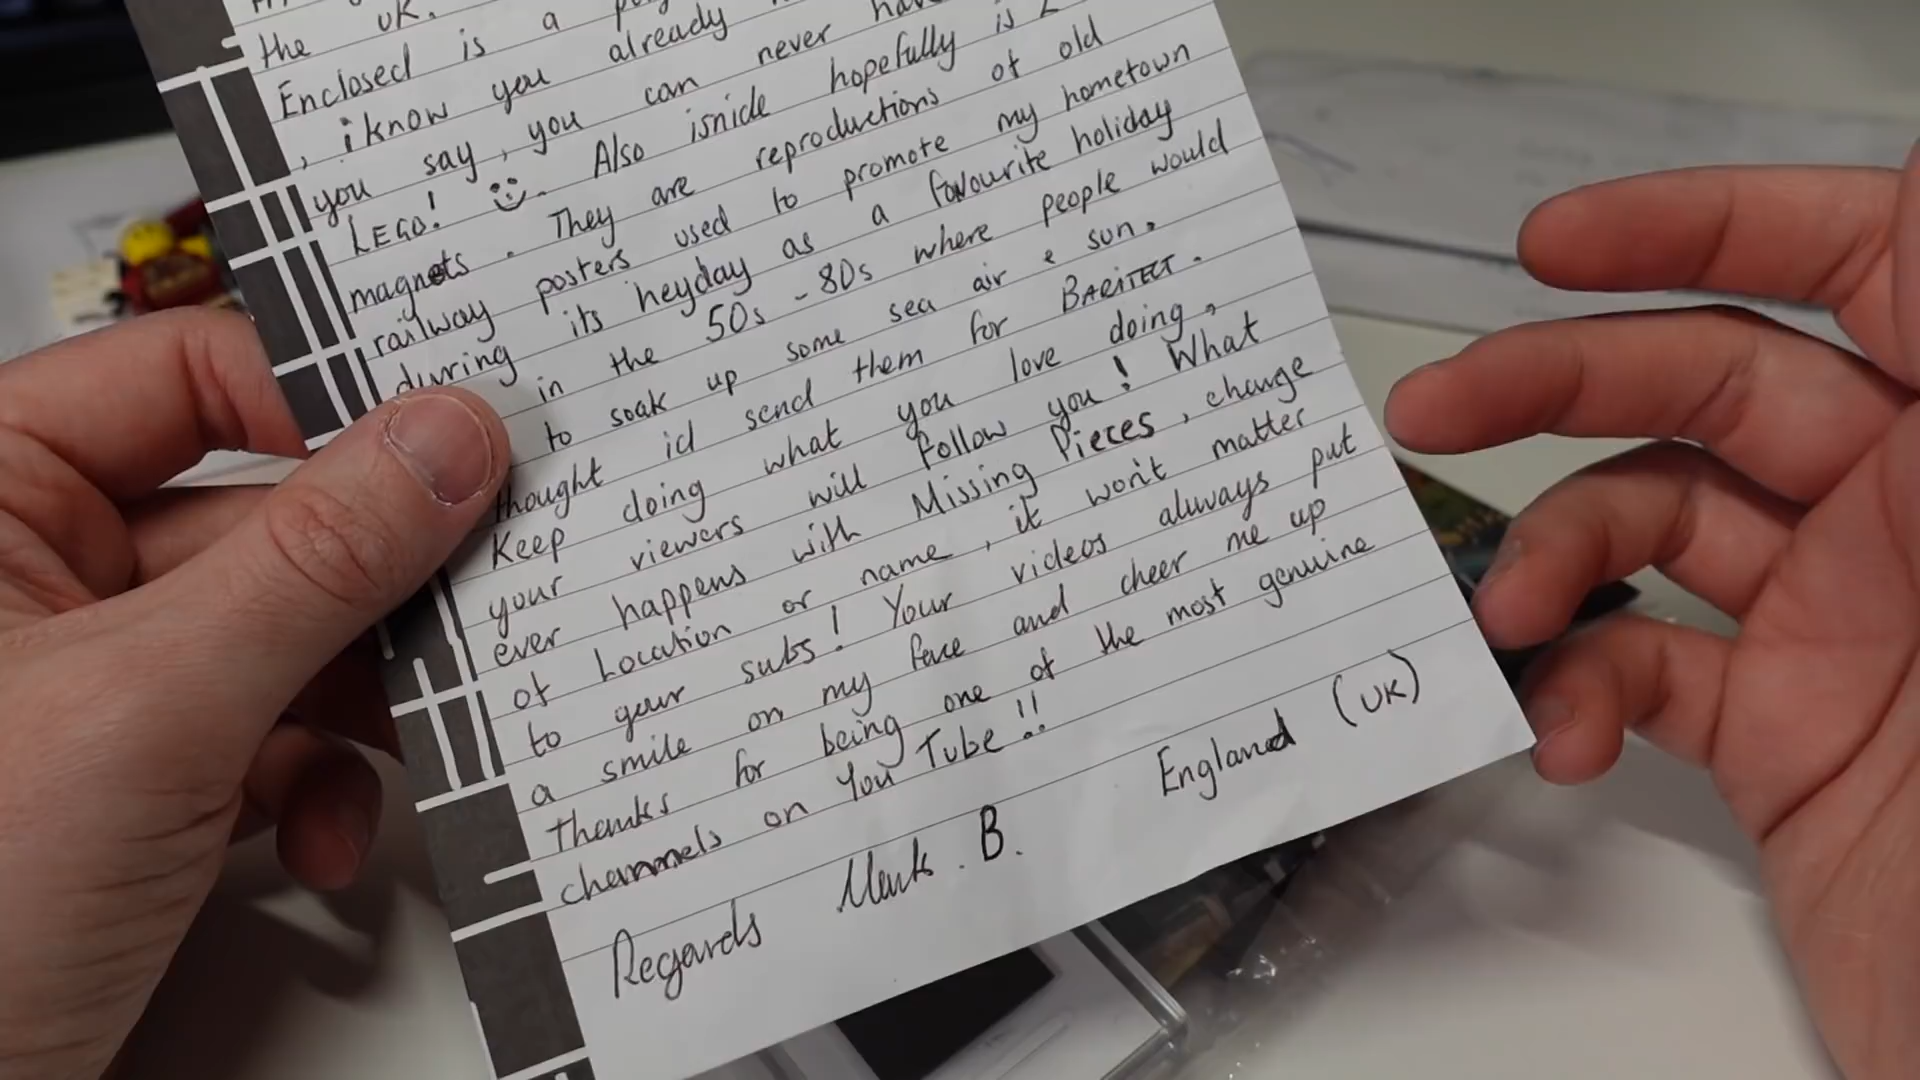 the uk.
Enclosed is a
, i know you already
you say, you can never
LEGO! Also isnide hopefully is 2
magnets. They are reproductions of old
railway posters used to promote my hometown
during its heyday as a favourite holiday
in the 50s - 80s where people would
to soak up some sea air & sun.
thought id send them for
Keep doing what you love doing,
your viewers will follow you! What
ever happens with Missing Pieces, change
of Location or name, it won't matter
to your subs! Your videos always put
a smile on my face and cheer me up
Thanks for being one of the most genuine
channels on You Tube!!
Regards Mark. B. England (UK)